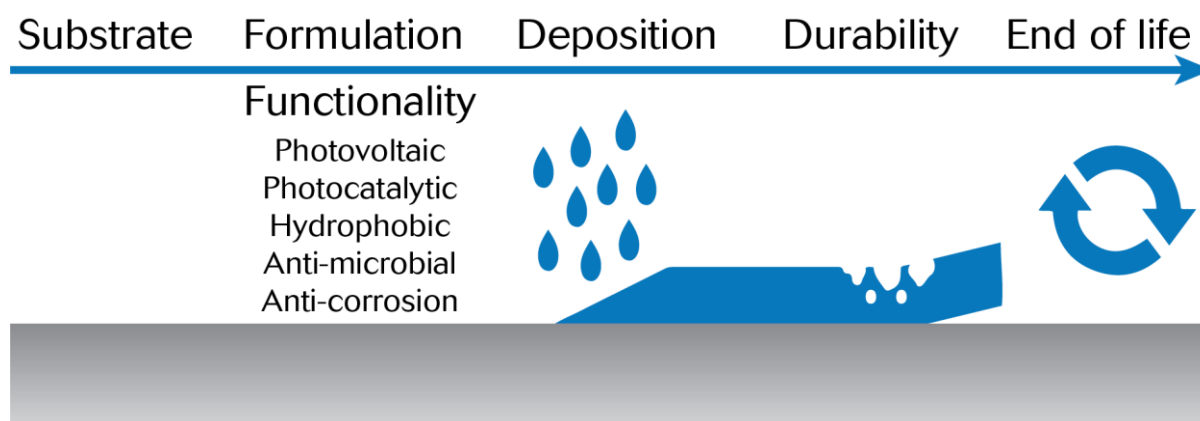 Substrate Formulation Deposition Durability End of life
Functionality
Photovoltaic
Photocatalytic
Hydrophobic
Anti-microbial
Anti-corrosion